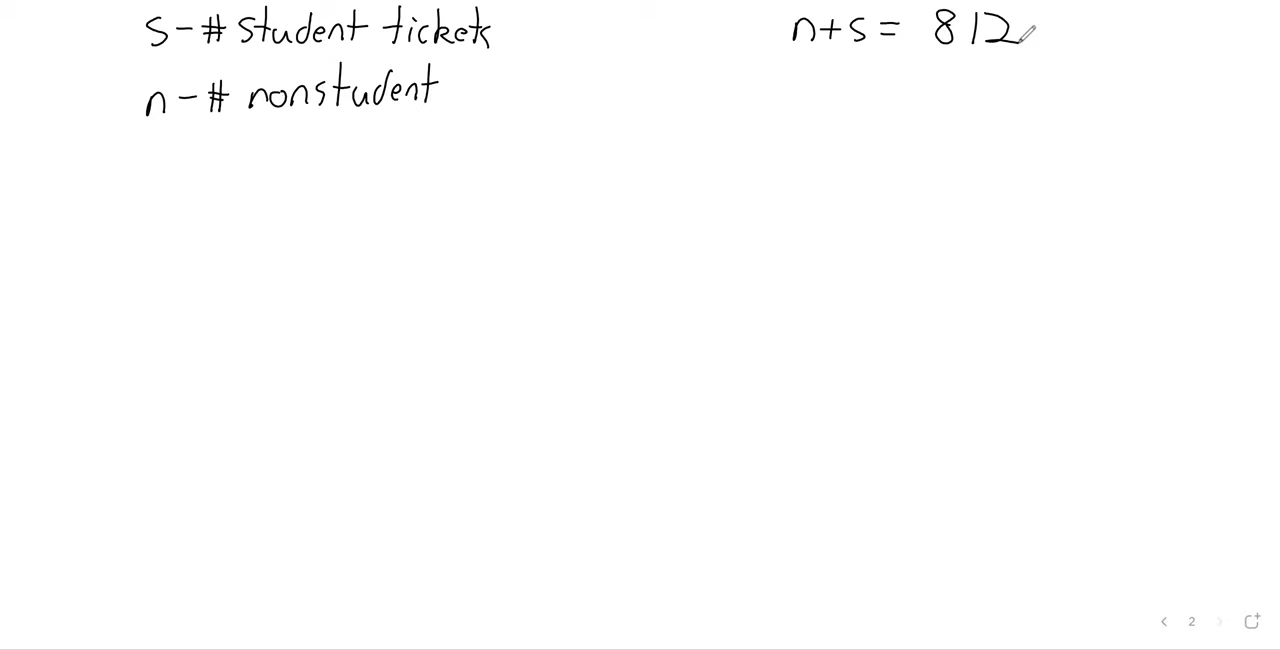 s - # student tickets
n - # nonstudent
n + s = 812
2